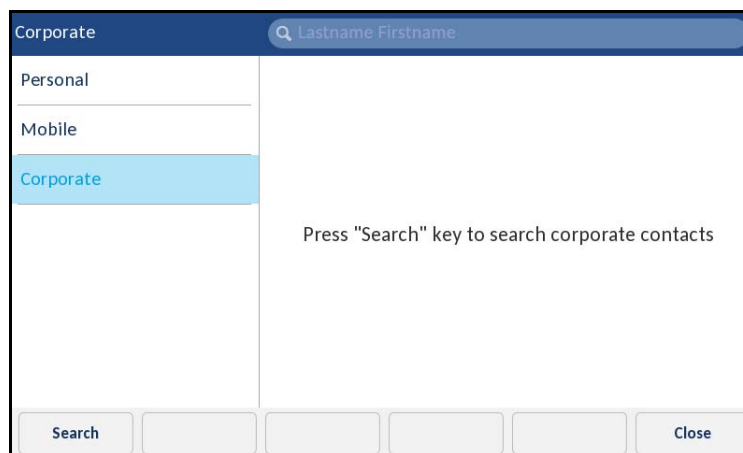 Corporate
Lastname Firstname
Personal
Mobile
Corporate
Press "Search" key to search corporate contacts
Search
Close